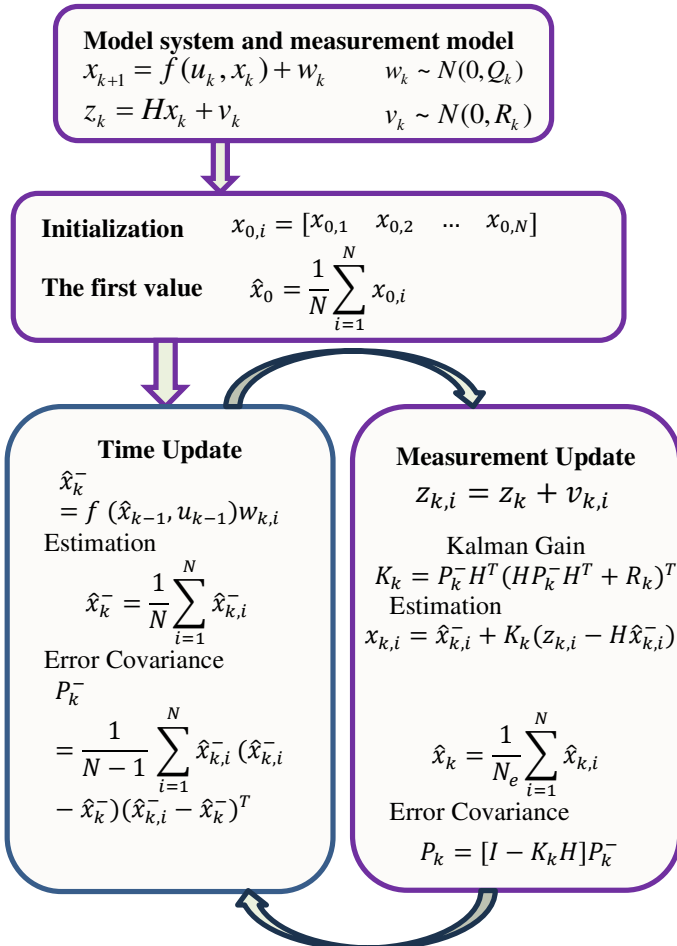 Model system and measurement model
x_{k+1} = f(u_k, x_k) + w_k    w_k ~ N(0, Q_k)
z_k = Hx_k + v_k    v_k ~ N(0, R_k)
Initialization    x_{0,i} = [x_{0,1}  x_{0,2}  …  x_{0,N}]
The first value    \hat{x}_0 = \frac{1}{N} \sum_{i=1}^{N} x_{0,i}
Time Update
\hat{x}_k^-
= f (\hat{x}_{k-1}, u_{k-1})w_{k,i}
Estimation
\hat{x}_k^- = \frac{1}{N} \sum_{i=1}^{N} \hat{x}_{k,i}^-
Error Covariance
P_k^-
= \frac{1}{N-1} \sum_{i=1}^{N} \hat{x}_{k,i}^- (\hat{x}_{k,i}^-
- \hat{x}_k^-)(\hat{x}_{k,i}^- - \hat{x}_k^-)^T
Measurement Update
z_{k,i} = z_k + v_{k,i}
Kalman Gain
K_k = P_k^- H^T (HP_k^- H^T + R_k)^T
Estimation
x_{k,i} = \hat{x}_{k,i}^- + K_k(z_{k,i} - H\hat{x}_{k,i}^-)
\hat{x}_k = \frac{1}{N_e} \sum_{i=1}^{N} \hat{x}_{k,i}
Error Covariance
P_k = [I - K_k H]P_k^-